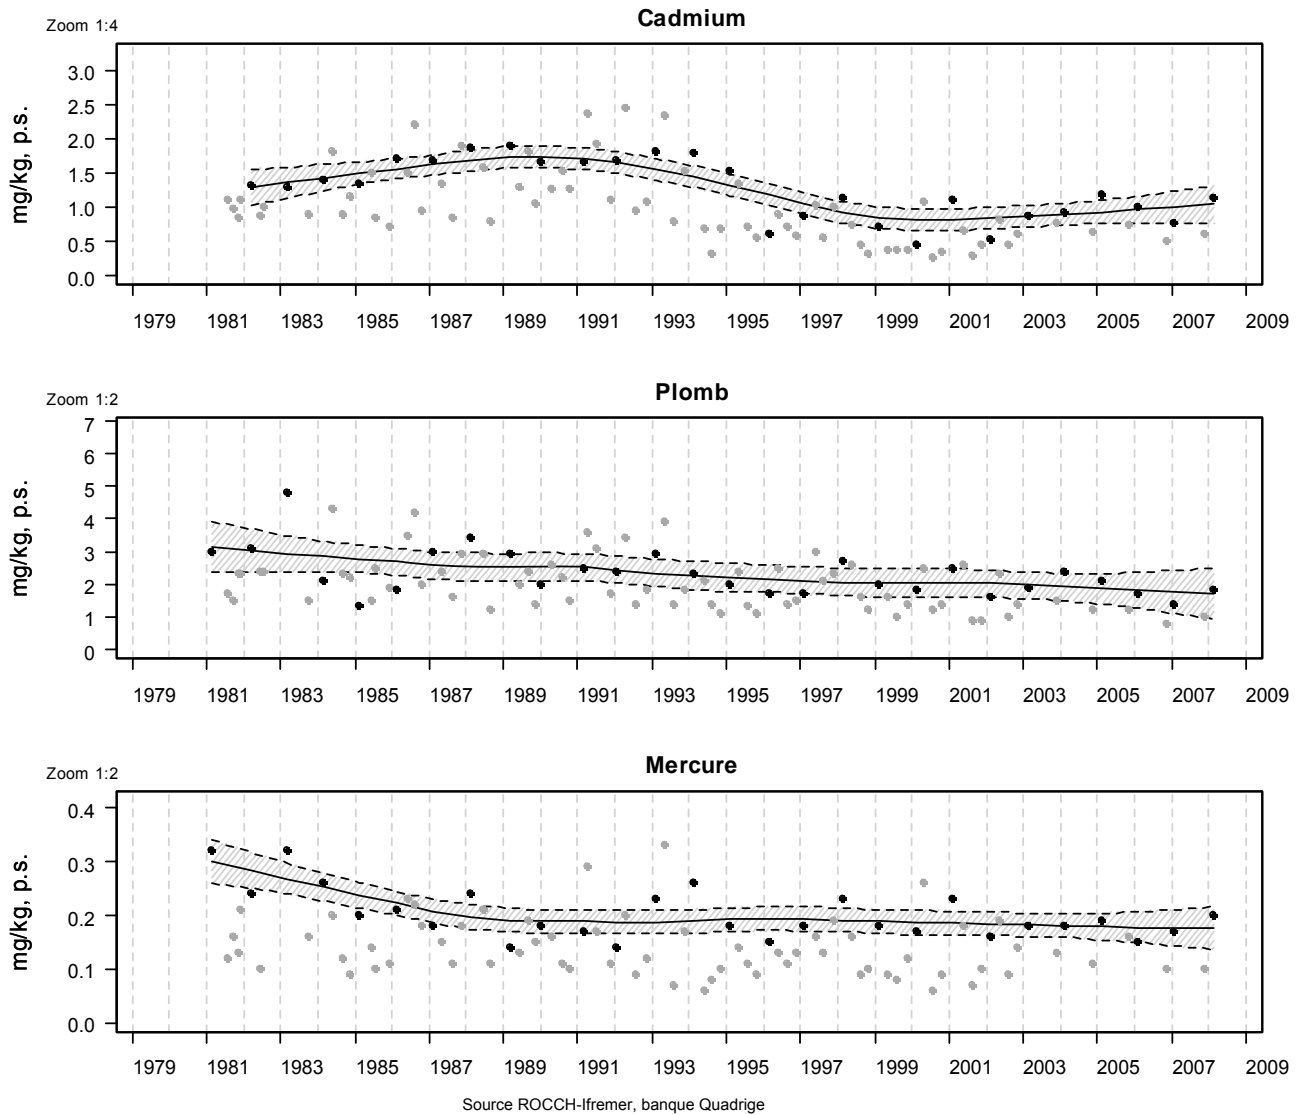 Cadmium
Zoom 1:4
mg/kg, p.s.
3.0
2.5
2.0
1.5
1.0
0.5
0.0
1979 1981 1983 1985 1987 1989 1991 1993 1995 1997 1999 2001 2003 2005 2007 2009
Plomb
Zoom 1:2
mg/kg, p.s.
7
6
5
4
3
2
1
0
1979 1981 1983 1985 1987 1989 1991 1993 1995 1997 1999 2001 2003 2005 2007 2009
Mercure
Zoom 1:2
mg/kg, p.s.
0.4
0.3
0.2
0.1
0.0
1979 1981 1983 1985 1987 1989 1991 1993 1995 1997 1999 2001 2003 2005 2007 2009
Source ROCCH-Ifremer, banque Quadrige